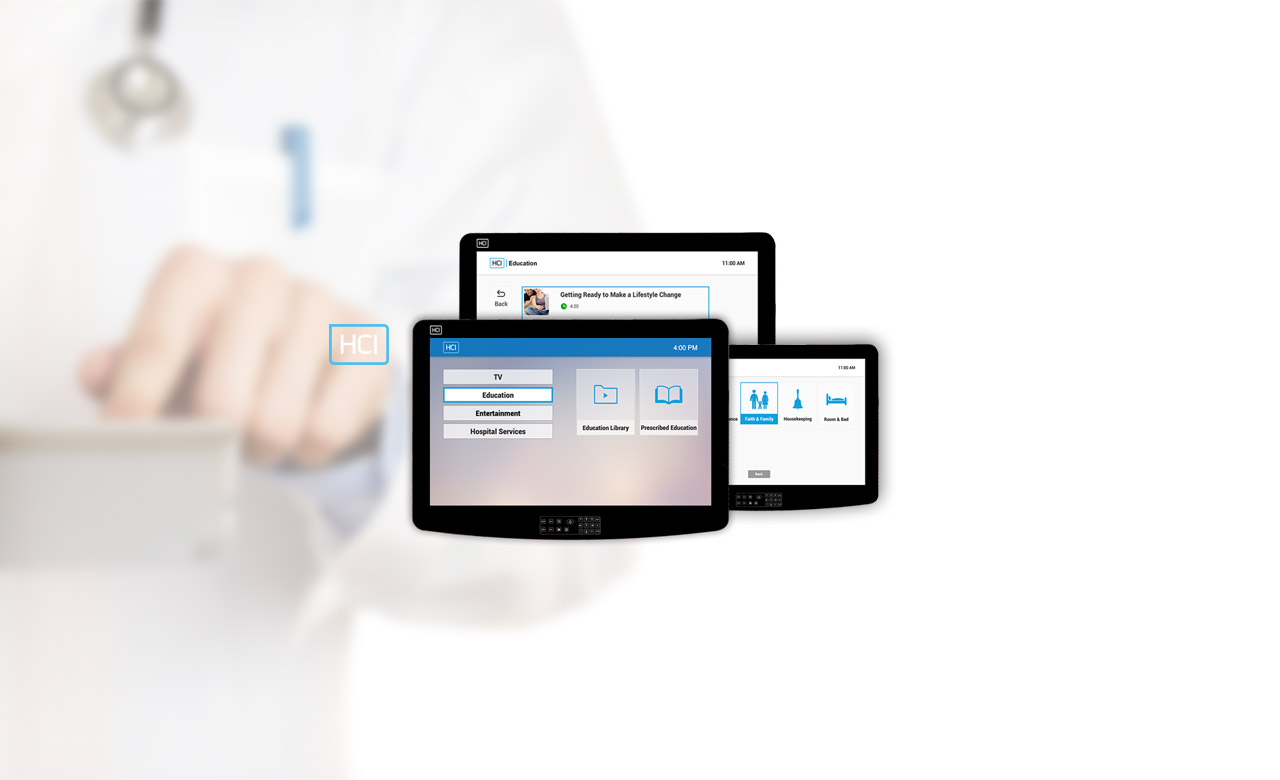 HCI
HCI Education
11:00 AM
Back
Getting Ready to Make a Lifestyle Change
4:20
HCI
HCI
HCI
4:00 PM
TV
Education
Entertainment
Hospital Services
Education Library
Prescribed Education
11:00 AM
Faith & Family
Housekeeping
Room & Bed
Back